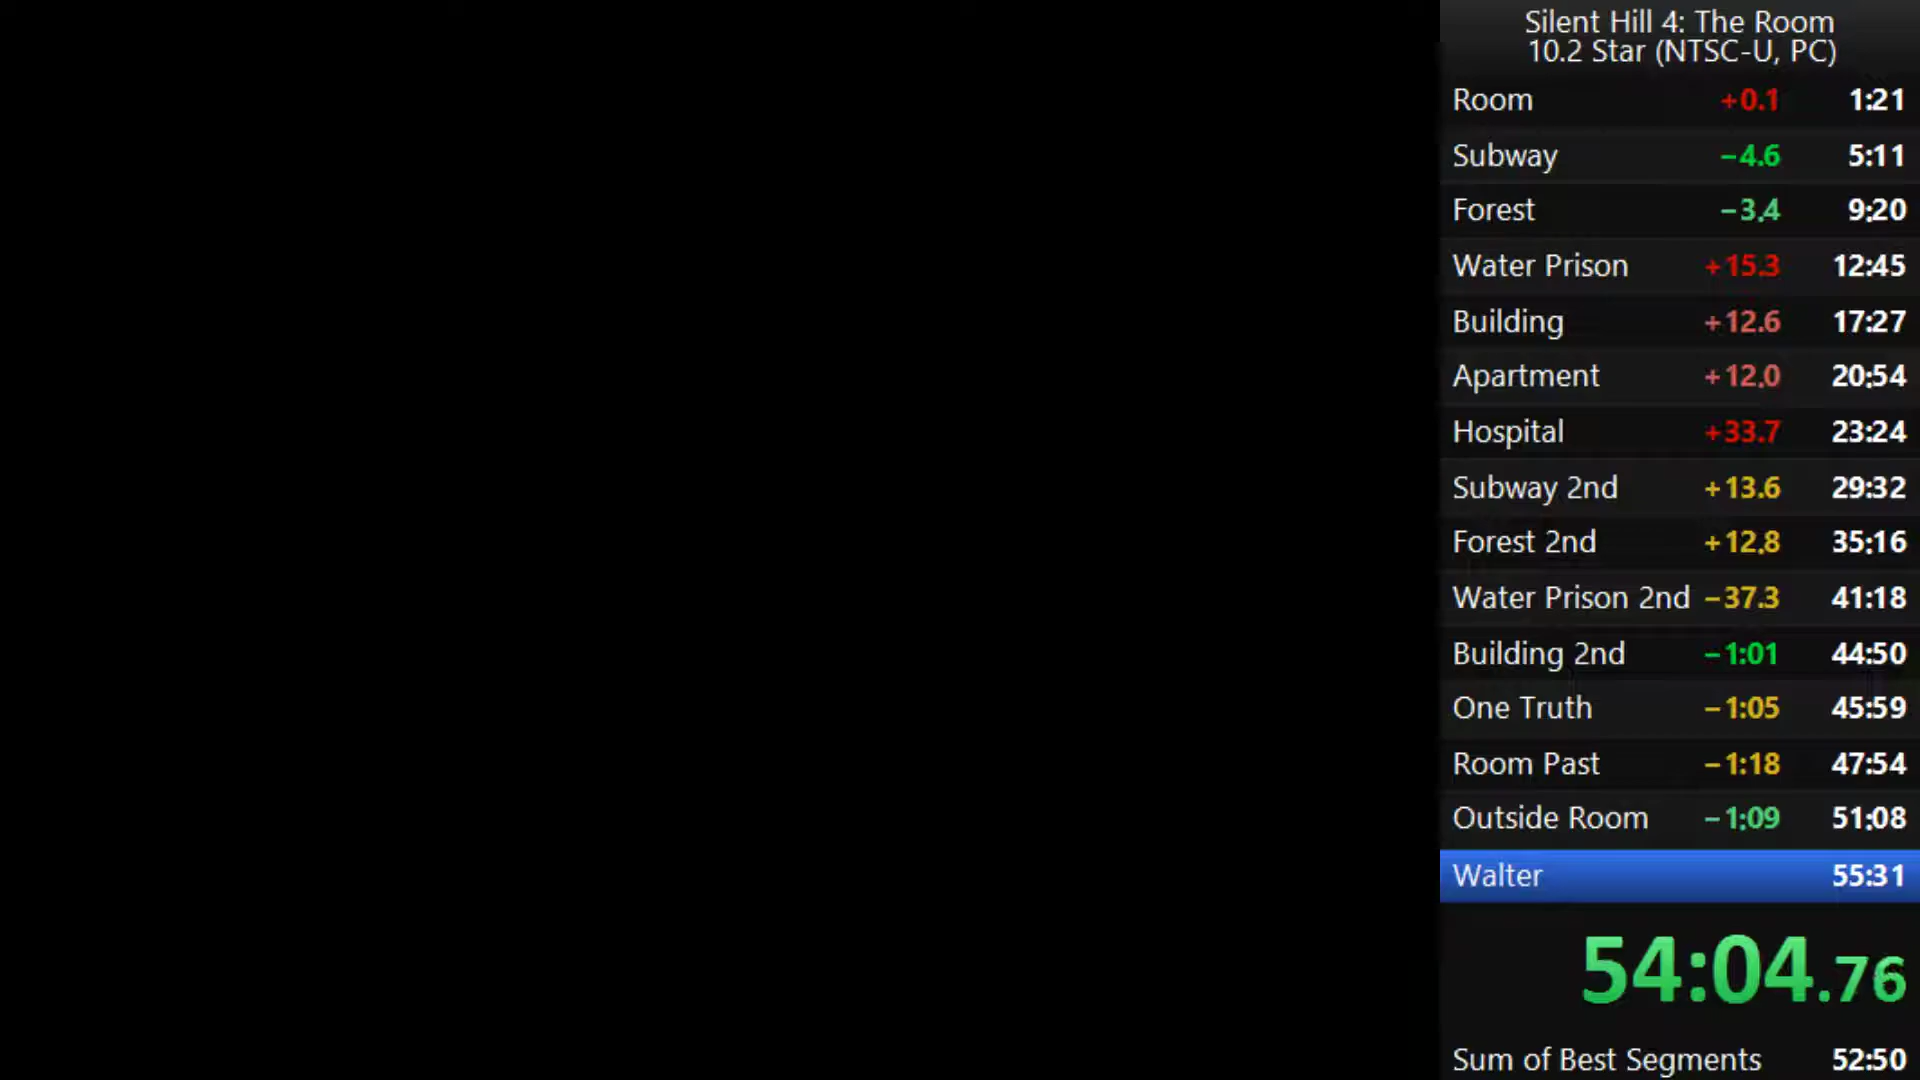 Silent Hill 4: The Room
10.2 Star (NTSC-U, PC)
Room +0.1 1:21
Subway −4.6 5:11
Forest −3.4 9:20
Water Prison +15.3 12:45
Building +12.6 17:27
Apartment +12.0 20:54
Hospital +33.7 23:24
Subway 2nd +13.6 29:32
Forest 2nd +12.8 35:16
Water Prison 2nd −37.3 41:18
Building 2nd −1:01 44:50
One Truth −1:05 45:59
Room Past −1:18 47:54
Outside Room −1:09 51:08
Walter 55:31
54:04.76
Sum of Best Segments 52:50